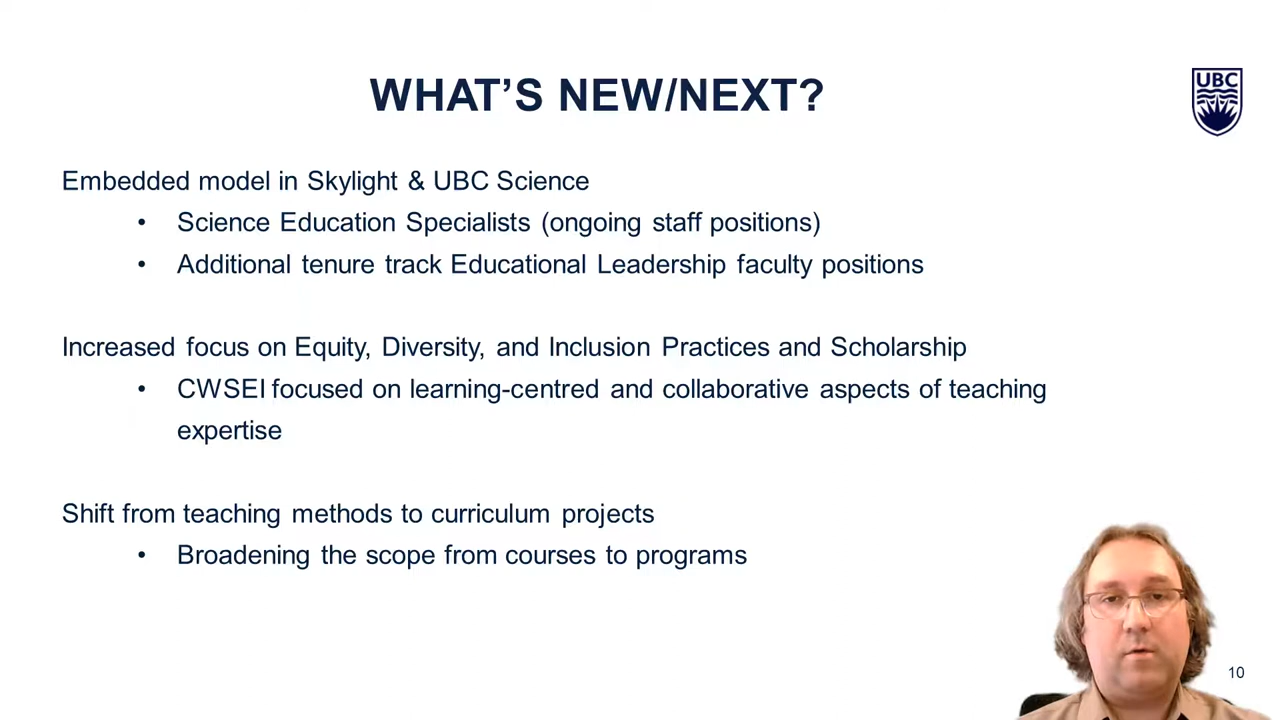 WHAT'S NEW/NEXT?
UBC
Embedded model in Skylight & UBC Science
• Science Education Specialists (ongoing staff positions)
• Additional tenure track Educational Leadership faculty positions
Increased focus on Equity, Diversity, and Inclusion Practices and Scholarship
• CWSEI focused on learning-centred and collaborative aspects of teaching
expertise
Shift from teaching methods to curriculum projects
• Broadening the scope from courses to programs
10